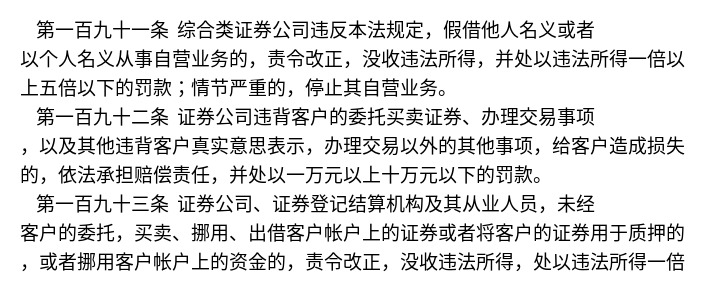 第一百九十一条  综合类证券公司违反本法规定，假借他人名义或者
以个人名义从事自营业务的，责令改正，没收违法所得，并处以违法所得一倍以
上五倍以下的罚款；情节严重的，停止其自营业务。
第一百九十二条  证券公司违背客户的委托买卖证券、办理交易事项
，以及其他违背客户真实意思表示，办理交易以外的其他事项，给客户造成损失
的，依法承担赔偿责任，并处以一万元以上十万元以下的罚款。
第一百九十三条  证券公司、证券登记结算机构及其从业人员，未经
客户的委托，买卖、挪用、出借客户帐户上的证券或者将客户的证券用于质押的
，或者挪用客户帐户上的资金的，责令改正，没收违法所得，处以违法所得一倍